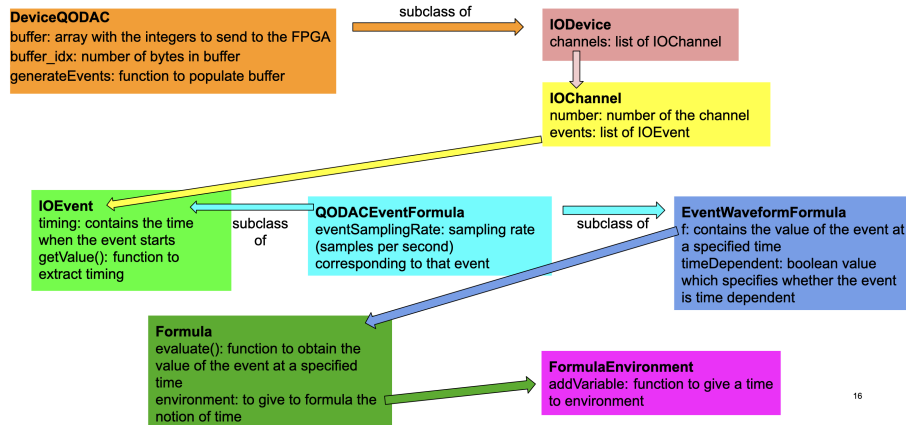 DeviceQODAC
buffer: array with the integers to send to the FPGA
buffer_idx: number of bytes in buffer
generateEvents: function to populate buffer
subclass of
IODevice
channels: list of IOChannel
IOChannel
number: number of the channel
events: list of IOEvent
IOEvent
timing: contains the time
when the event starts
getValue(): function to
extract timing
subclass
of
QODACEventFormula
eventSamplingRate: sampling rate
(samples per second)
corresponding to that event
subclass of
EventWaveformFormula
f: contains the value of the event at
a specified time
timeDependent: boolean value
which specifies whether the event
is time dependent
Formula
evaluate(): function to obtain the
value of the event at a specified
time
environment: to give to formula the
notion of time
FormulaEnvironment
addVariable: function to give a time
to environment
16